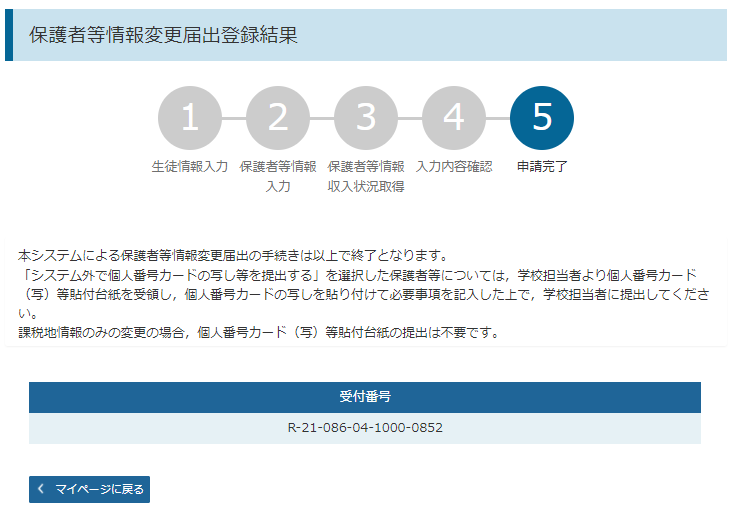 保護者等情報変更届出登録結果
1 2 3 4 5
生徒情報入力 保護者等情報 保護者等情報 入力内容確認 申請完了
入力 収入状況取得
本システムによる保護者等情報変更届出の手続きは以上で終了となります。
「システム外で個人番号カードの写し等を提出する」を選択した保護者等については，学校担当者より個人番号カード
（写）等貼付台紙を受領し，個人番号カードの写しを貼り付けて必要事項を記入した上で，学校担当者に提出してくださ
い。
課税地情報のみの変更の場合，個人番号カード（写）等貼付台紙の提出は不要です。
受付番号
R-21-086-04-1000-0852
マイページに戻る